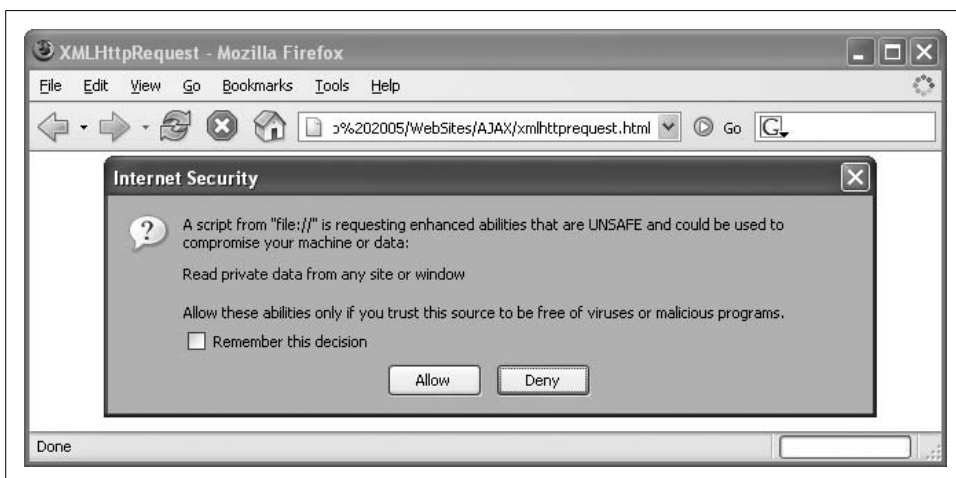 XMLHttpRequest - Mozilla Firefox
File Edit View Go Bookmarks Tools Help
%202005/WebSites/AJAX/xmlhttprequest.html Go G
Internet Security
A script from "file://" is requesting enhanced abilities that are UNSAFE and could be used to
compromise your machine or data:
Read private data from any site or window
Allow these abilities only if you trust this source to be free of viruses or malicious programs.
Remember this decision
Allow Deny
Done